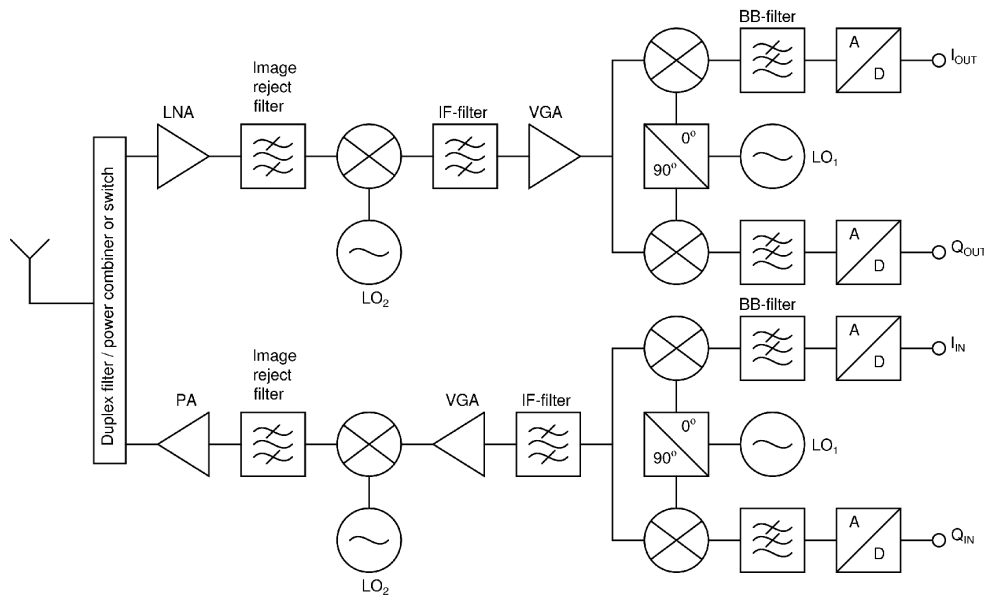 BB-filter
A
D
I_OUT
Image
reject
filter
LNA
IF-filter
VGA
0°
90°
LO₁
LO₂
A
D
Q_OUT
Duplex filter / power combiner or switch
BB-filter
A
D
I_IN
Image
reject
filter
PA
VGA
IF-filter
0°
90°
LO₁
LO₂
A
D
Q_IN